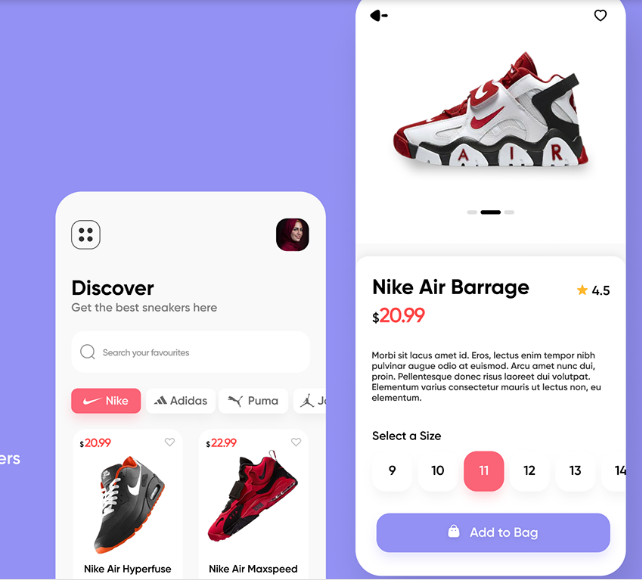 ers
Discover
Get the best sneakers here
Search your favourites
Nike
Adidas
Puma
$20.99
$22.99
Nike Air Hyperfuse
Nike Air Maxspeed
AIR
Nike Air Barrage
4.5
$20.99
Morbi sit lacus amet id. Eros, lectus enim tempor nibh
pulvinar augue odio at euismod. Arcu amet nunc dui,
proin. Pellentesque donec risus laoreet dui volutpat.
Elementum varius consectetur mauris ut lectus non, eu
elementum.
Select a Size
9 10 11 12 13 14
Add to Bag